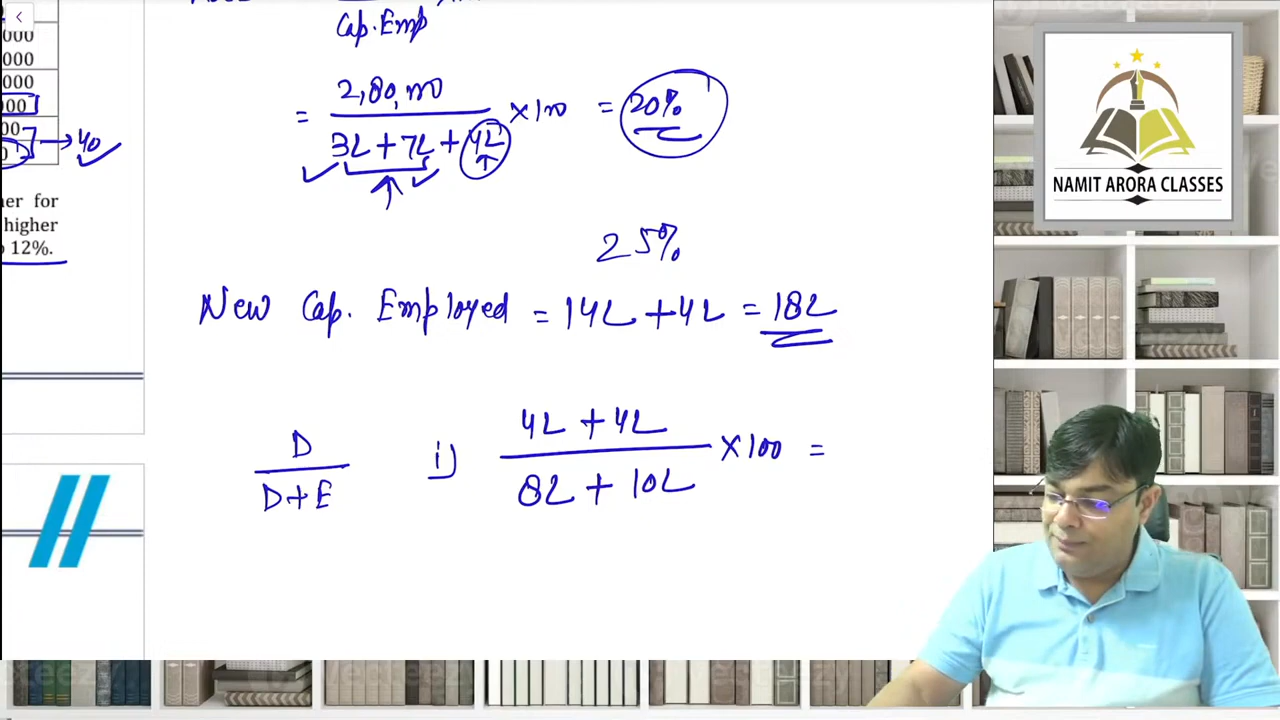 000
Cap. Emp
000
2,80,000
000
= ———— × 100 = 20%
000
3L + 7L + 4L
00
→ 40
0
NAMIT ARORA CLASSES
er for
higher
25%
12%.
New Cap. Employed = 14L + 4L = 18L
D
4L + 4L
i) ———— × 100 =
D+E
8L + 10L